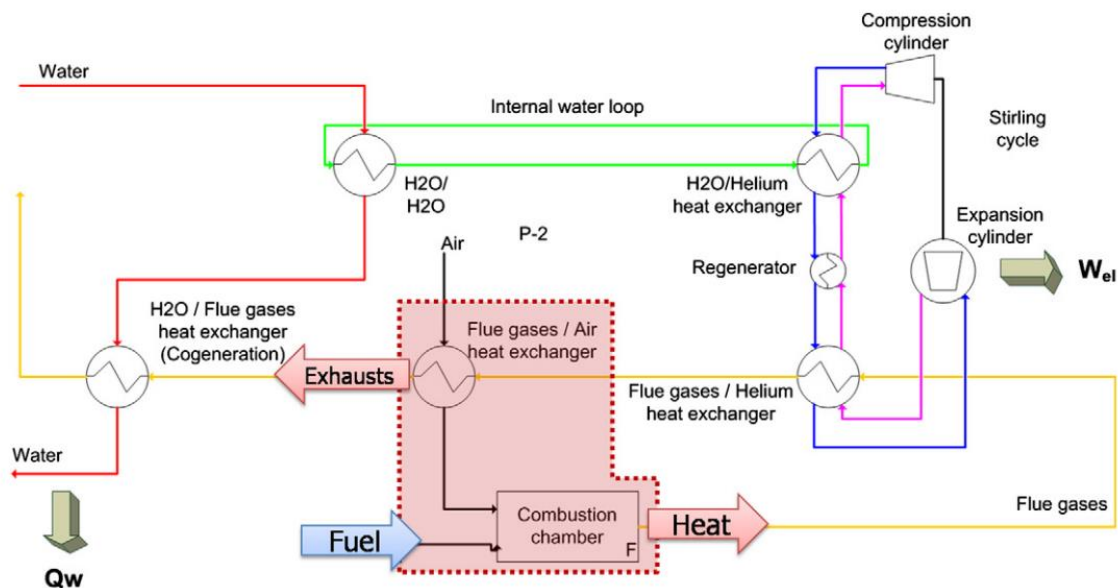 Compression
cylinder
Water
Internal water loop
Stirling
cycle
H2O/
H2O
H2O/Helium
heat exchanger
P-2
Expansion
cylinder
Air
Regenerator
Wel
H2O / Flue gases
heat exchanger
(Cogeneration)
Flue gases / Air
heat exchanger
Exhausts
Flue gases / Helium
heat exchanger
Water
Combustion
chamber
F
Fuel
Heat
Flue gases
Qw